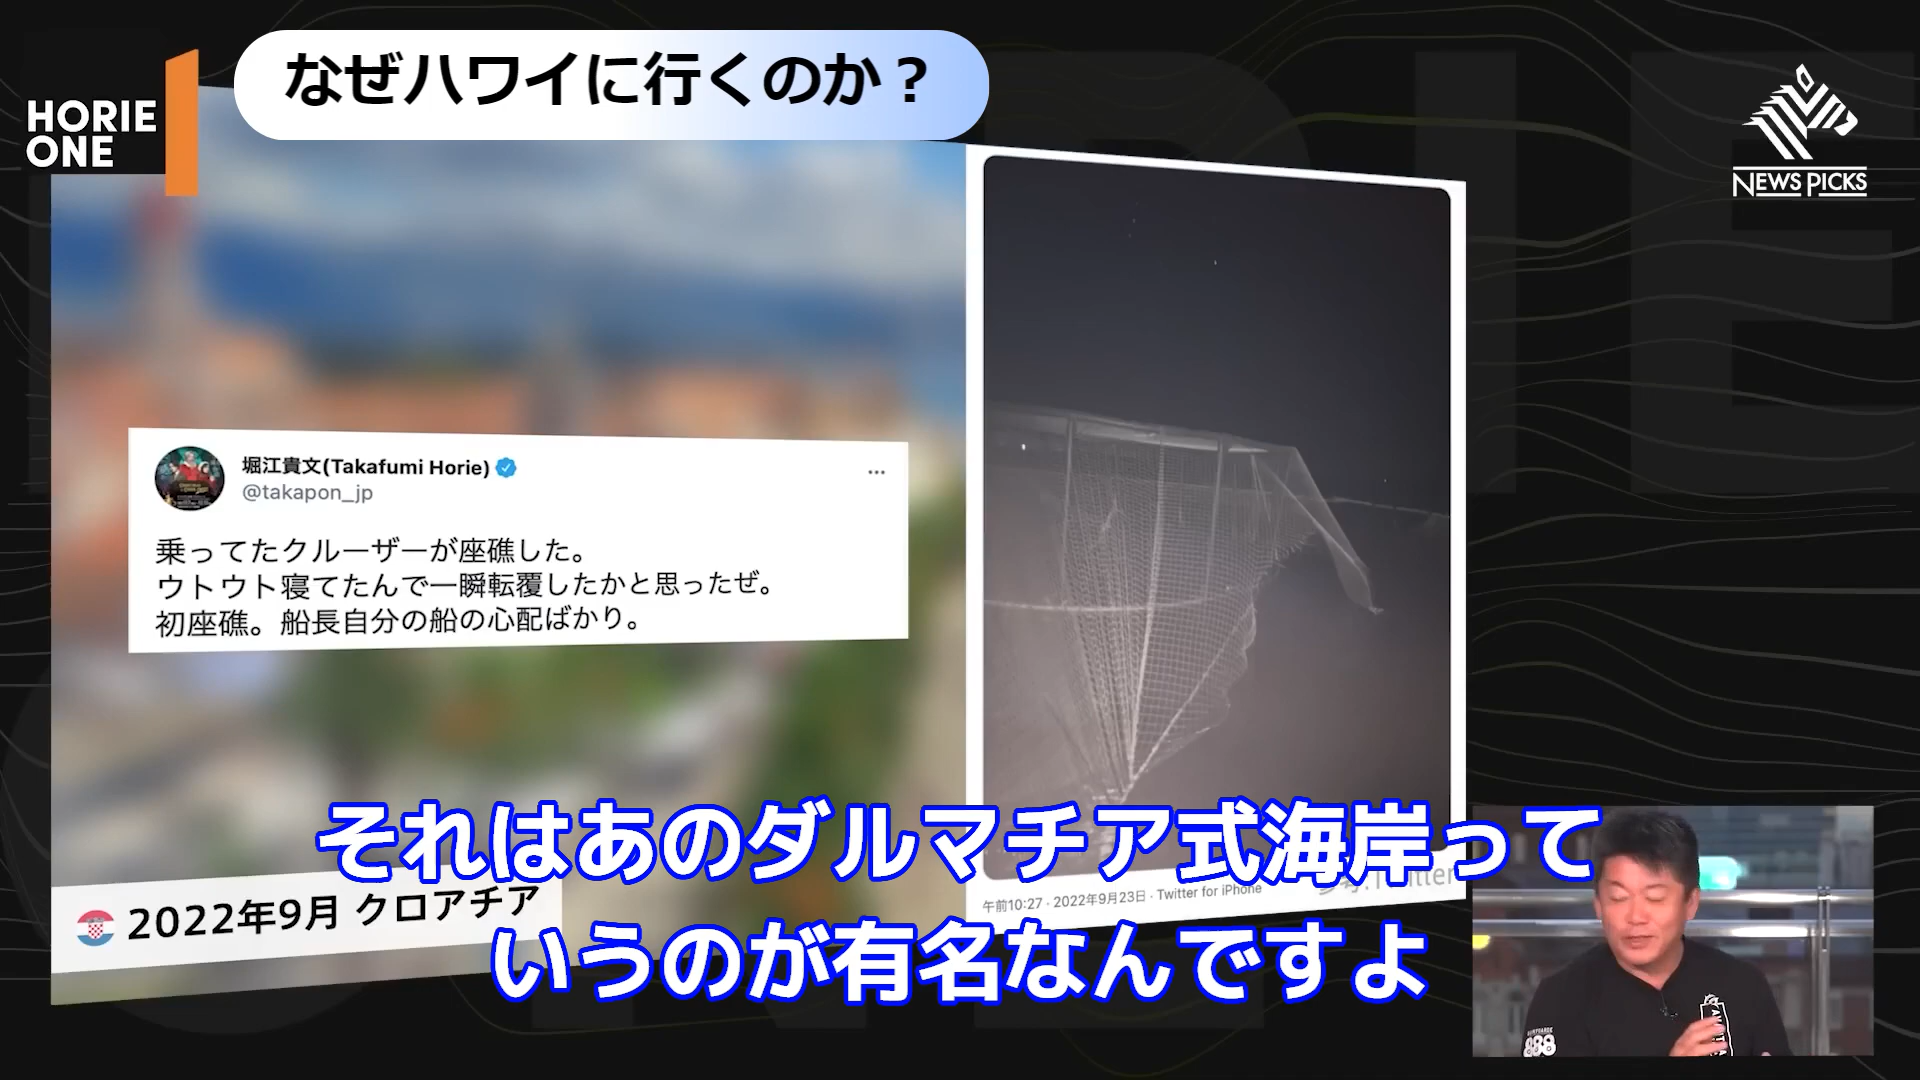 なぜハワイに行くのか？
HORIE
ONE
NEWS PICKS
堀江貴文(Takafumi Horie)
@takapon_jp
乗ってたクルーザーが座礁した。
ウトウト寝てたんで一瞬転覆したかと思ったぜ。
初座礁。船長自分の船の心配ばかり。
午前10:27 · 2022年9月23日 · Twitter for iPhone
2022年9月 クロアチア
それはあのダルマチア式海岸って
いうのが有名なんですよ
888